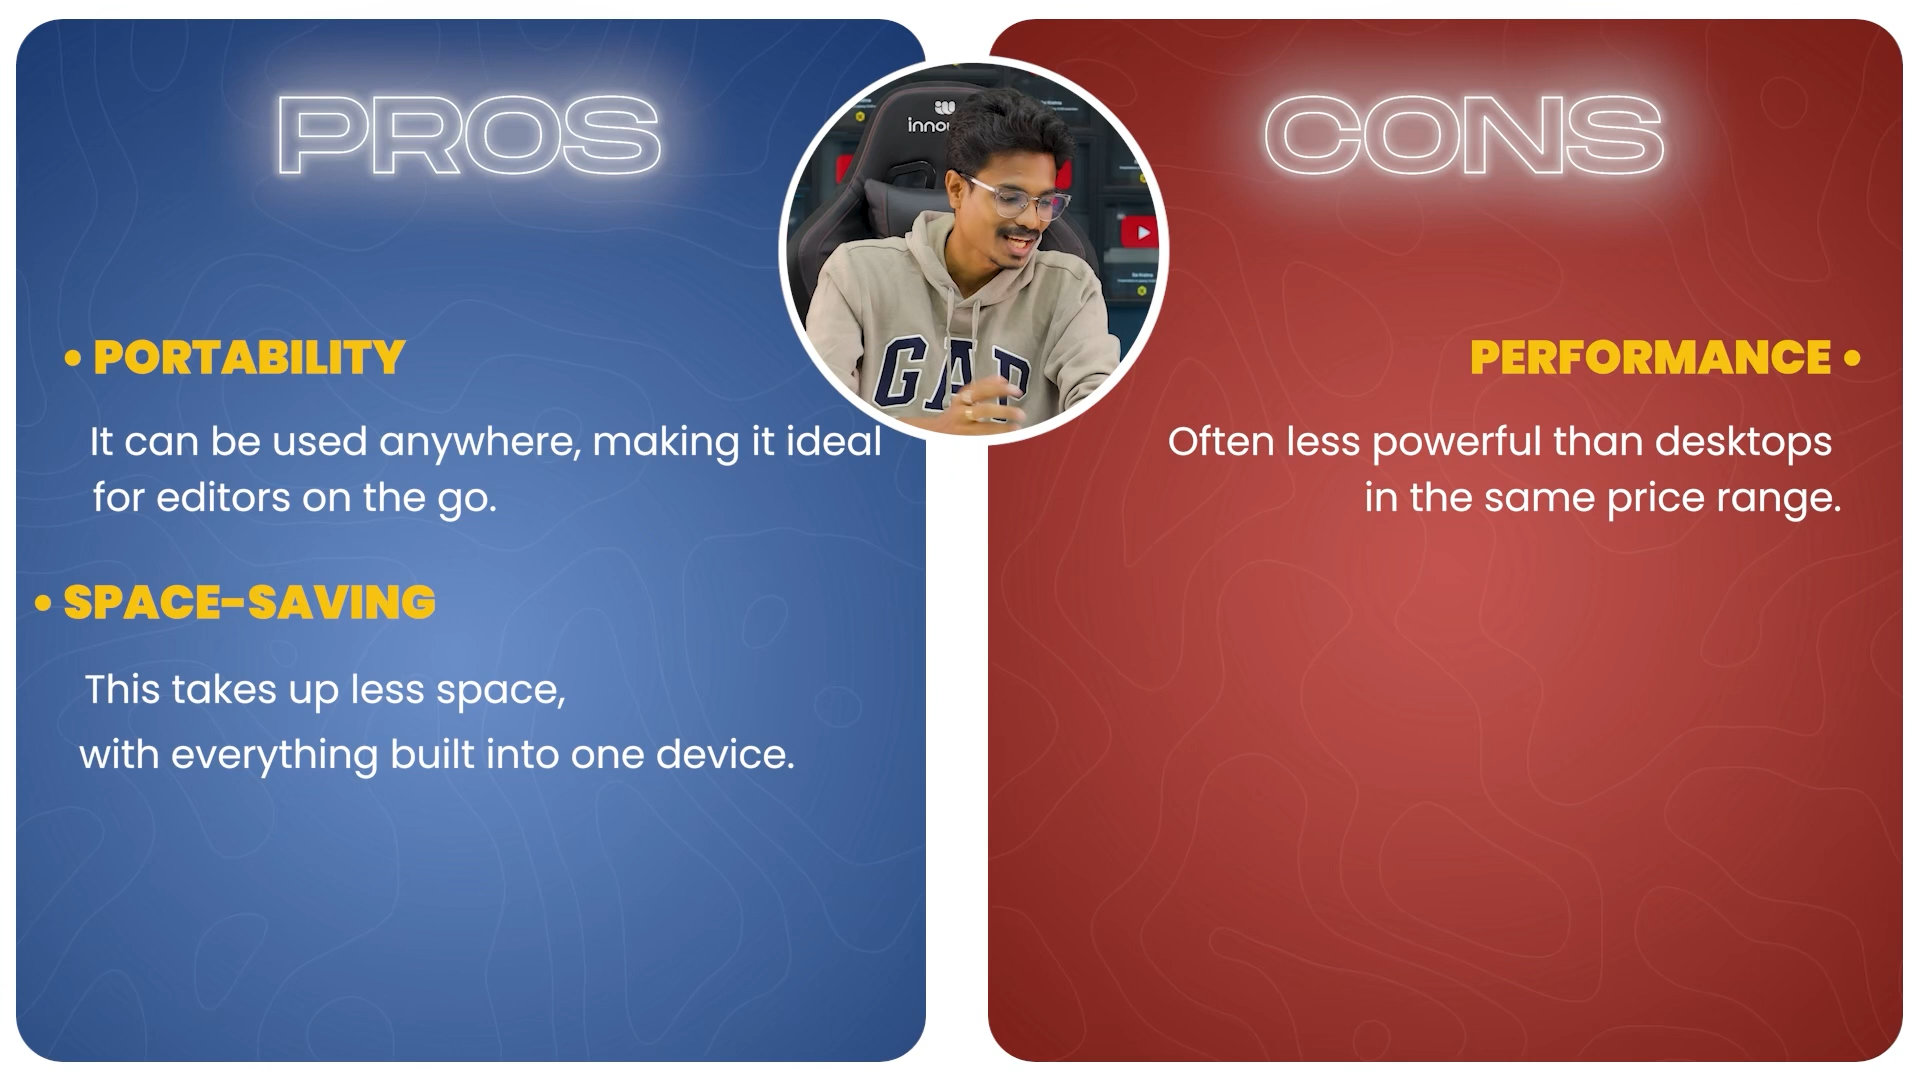 PROS
• PORTABILITY
It can be used anywhere, making it ideal
for editors on the go.
• SPACE-SAVING
This takes up less space,
with everything built into one device.
GAP
CONS
PERFORMANCE •
Often less powerful than desktops
in the same price range.